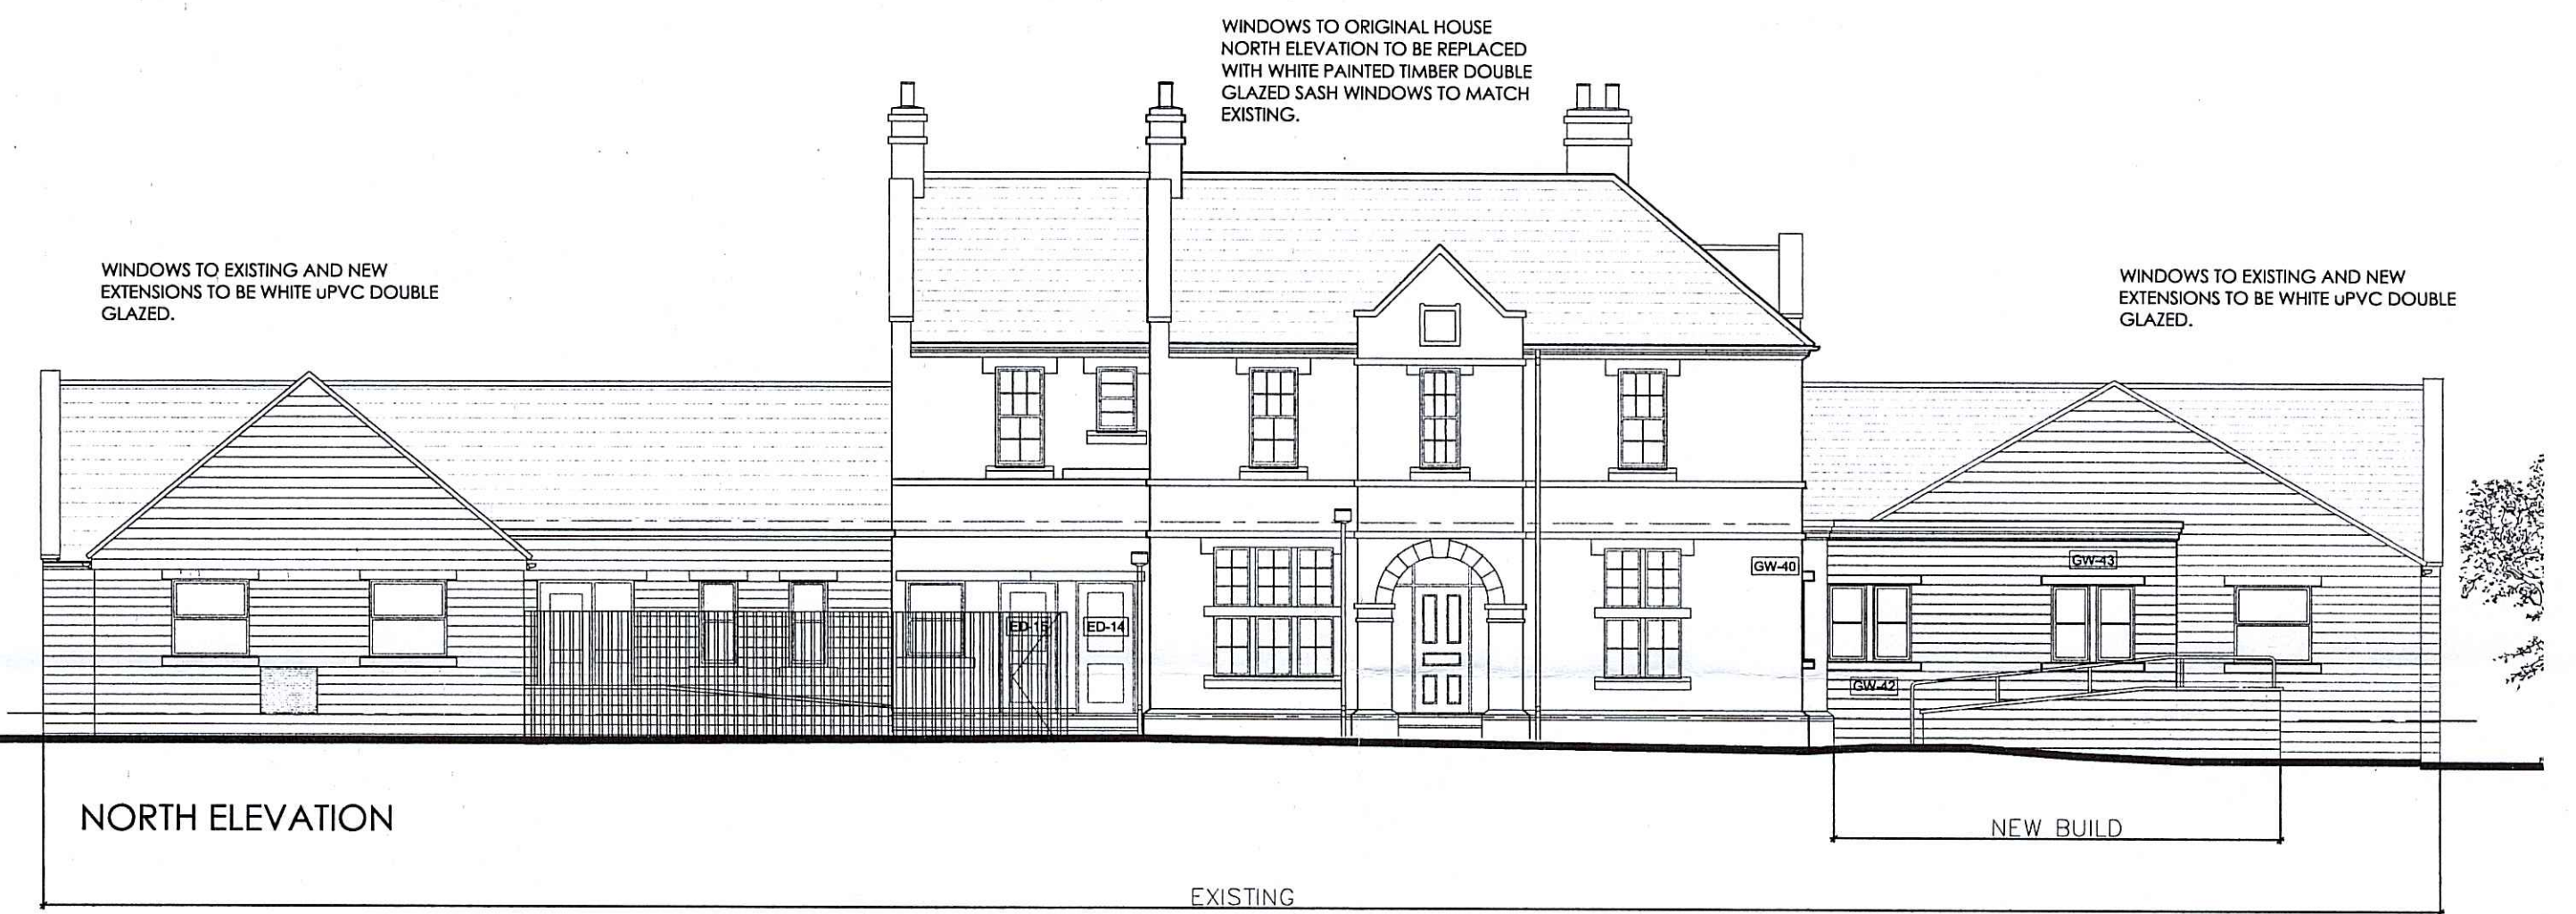 WINDOWS TO ORIGINAL HOUSE
NORTH ELEVATION TO BE REPLACED
WITH WHITE PAINTED TIMBER DOUBLE
GLAZED SASH WINDOWS TO MATCH
EXISTING.
WINDOWS TO EXISTING AND NEW
EXTENSIONS TO BE WHITE uPVC DOUBLE
GLAZED.
WINDOWS TO EXISTING AND NEW
EXTENSIONS TO BE WHITE uPVC DOUBLE
GLAZED.
GW-40
GW-43
ED-15
ED-14
GW-42
NORTH ELEVATION
NEW BUILD
EXISTING